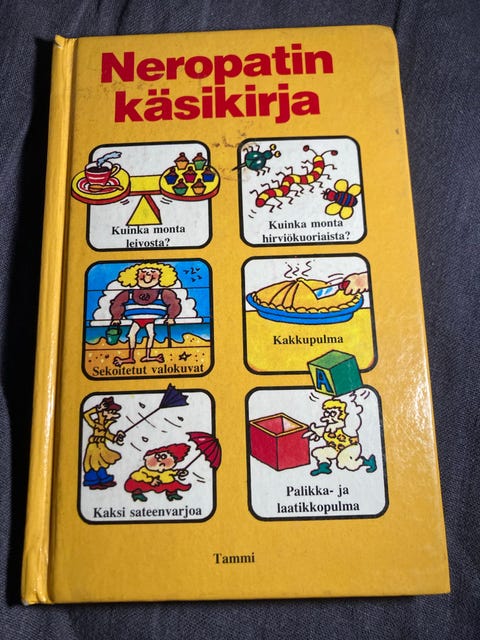 Neropatin
käsikirja
Kuinka monta
leivosta?
Kuinka monta
hirviökuoriaista?
Sekoitetut valokuvat
Kakkupulma
A
Kaksi sateenvarjoa
Palikka- ja
laatikkopulma
Tammi